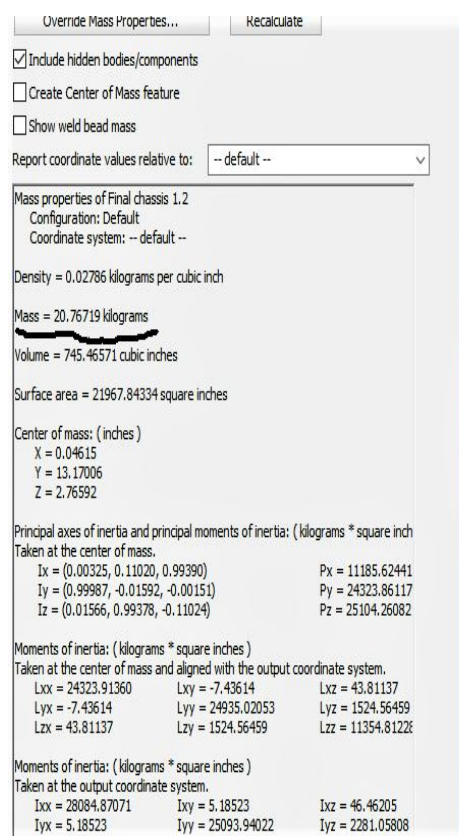 Override Mass Properties... Recalculate
Include hidden bodies/components
Create Center of Mass feature
Show weld bead mass
Report coordinate values relative to: -- default --
Mass properties of Final chassis 1.2
Configuration: Default
Coordinate system: -- default --
Density = 0.02786 kilograms per cubic inch
Mass = 20.76719 kilograms
Volume = 745.46571 cubic inches
Surface area = 21967.84334 square inches
Center of mass: ( inches )
X = 0.04615
Y = 13.17006
Z = 2.76592
Principal axes of inertia and principal moments of inertia: ( kilograms * square inch
Taken at the center of mass.
Ix = (0.00325, 0.11020, 0.99390) Px = 11185.62441
Iy = (0.99987, -0.01592, -0.00151) Py = 24323.86117
Iz = (0.01566, 0.99378, -0.11024) Pz = 25104.26082
Moments of inertia: ( kilograms * square inches )
Taken at the center of mass and aligned with the output coordinate system.
Lxx = 24323.91360 Lxy = -7.43614 Lxz = 43.81137
Lyx = -7.43614 Lyy = 24935.02053 Lyz = 1524.56459
Lzx = 43.81137 Lzy = 1524.56459 Lzz = 11354.81228
Moments of inertia: ( kilograms * square inches )
Taken at the output coordinate system.
Ixx = 28084.87071 Ixy = 5.18523 Ixz = 46.46205
Iyx = 5.18523 Iyy = 25093.94022 Iyz = 2281.05808